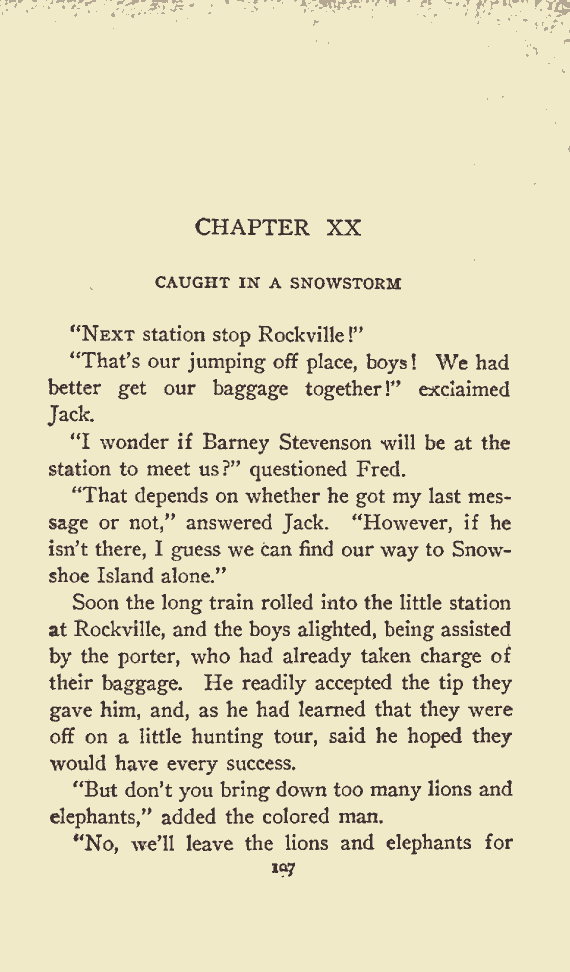 CHAPTER XX
CAUGHT IN A SNOWSTORM
“NEXT station stop Rockville!”
“That’s our jumping off place, boys! We had
better get our baggage together!” exclaimed
Jack.
“I wonder if Barney Stevenson will be at the
station to meet us?” questioned Fred.
“That depends on whether he got my last mes-
sage or not,” answered Jack. “However, if he
isn’t there, I guess we can find our way to Snow-
shoe Island alone.”
Soon the long train rolled into the little station
at Rockville, and the boys alighted, being assisted
by the porter, who had already taken charge of
their baggage. He readily accepted the tip they
gave him, and, as he had learned that they were
off on a little hunting tour, said he hoped they
would have every success.
“But don’t you bring down too many lions and
elephants,” added the colored man.
“No, we’ll leave the lions and elephants for
197